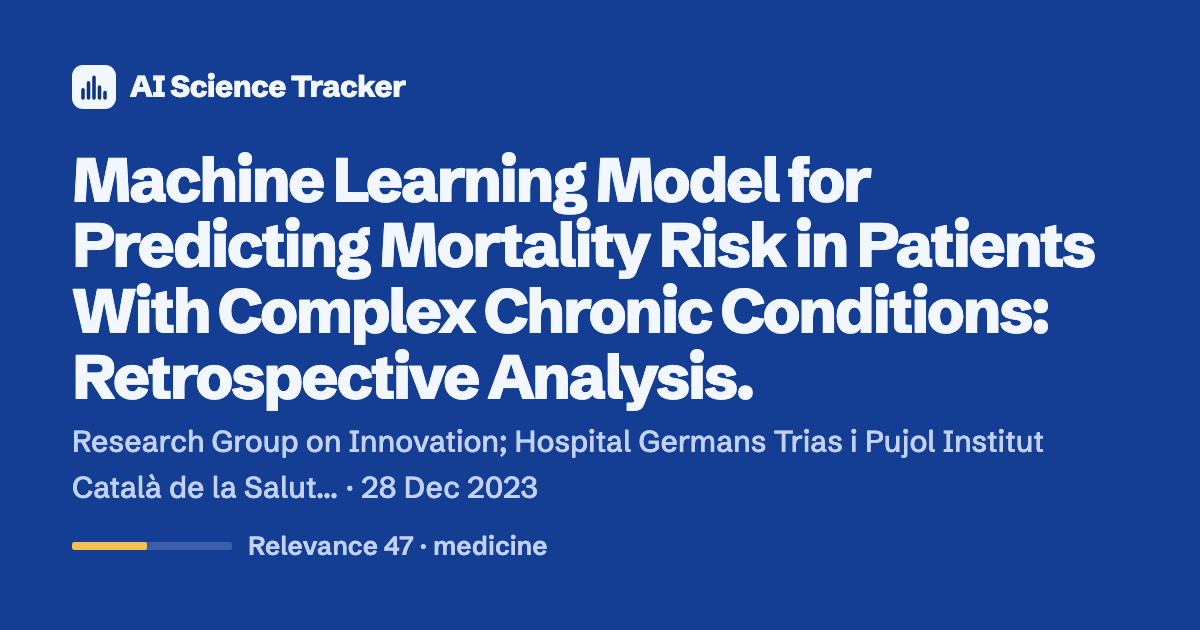 AI Science Tracker
Machine Learning Model for
Predicting Mortality Risk in Patients
With Complex Chronic Conditions:
Retrospective Analysis.
Research Group on Innovation; Hospital Germans Trias i Pujol Institut
Català de la Salut... · 28 Dec 2023
Relevance 47 · medicine